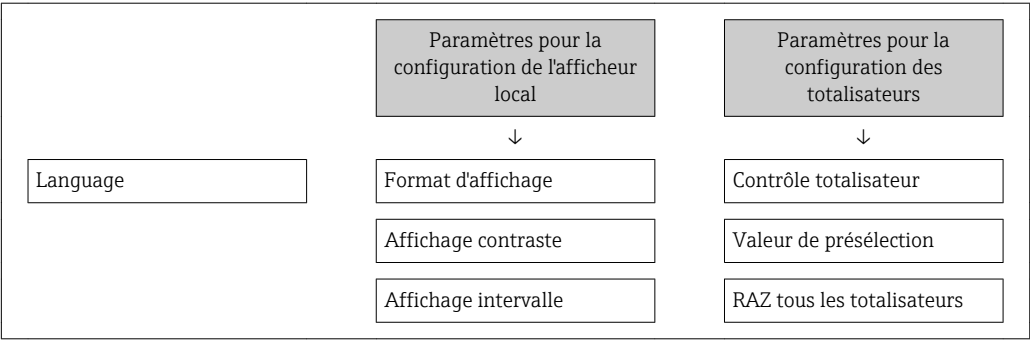 Paramètres pour la
configuration de l'afficheur
local
Paramètres pour la
configuration des
totalisateurs
↓
↓
Language
Format d'affichage
Contrôle totalisateur
Affichage contraste
Valeur de présélection
Affichage intervalle
RAZ tous les totalisateurs